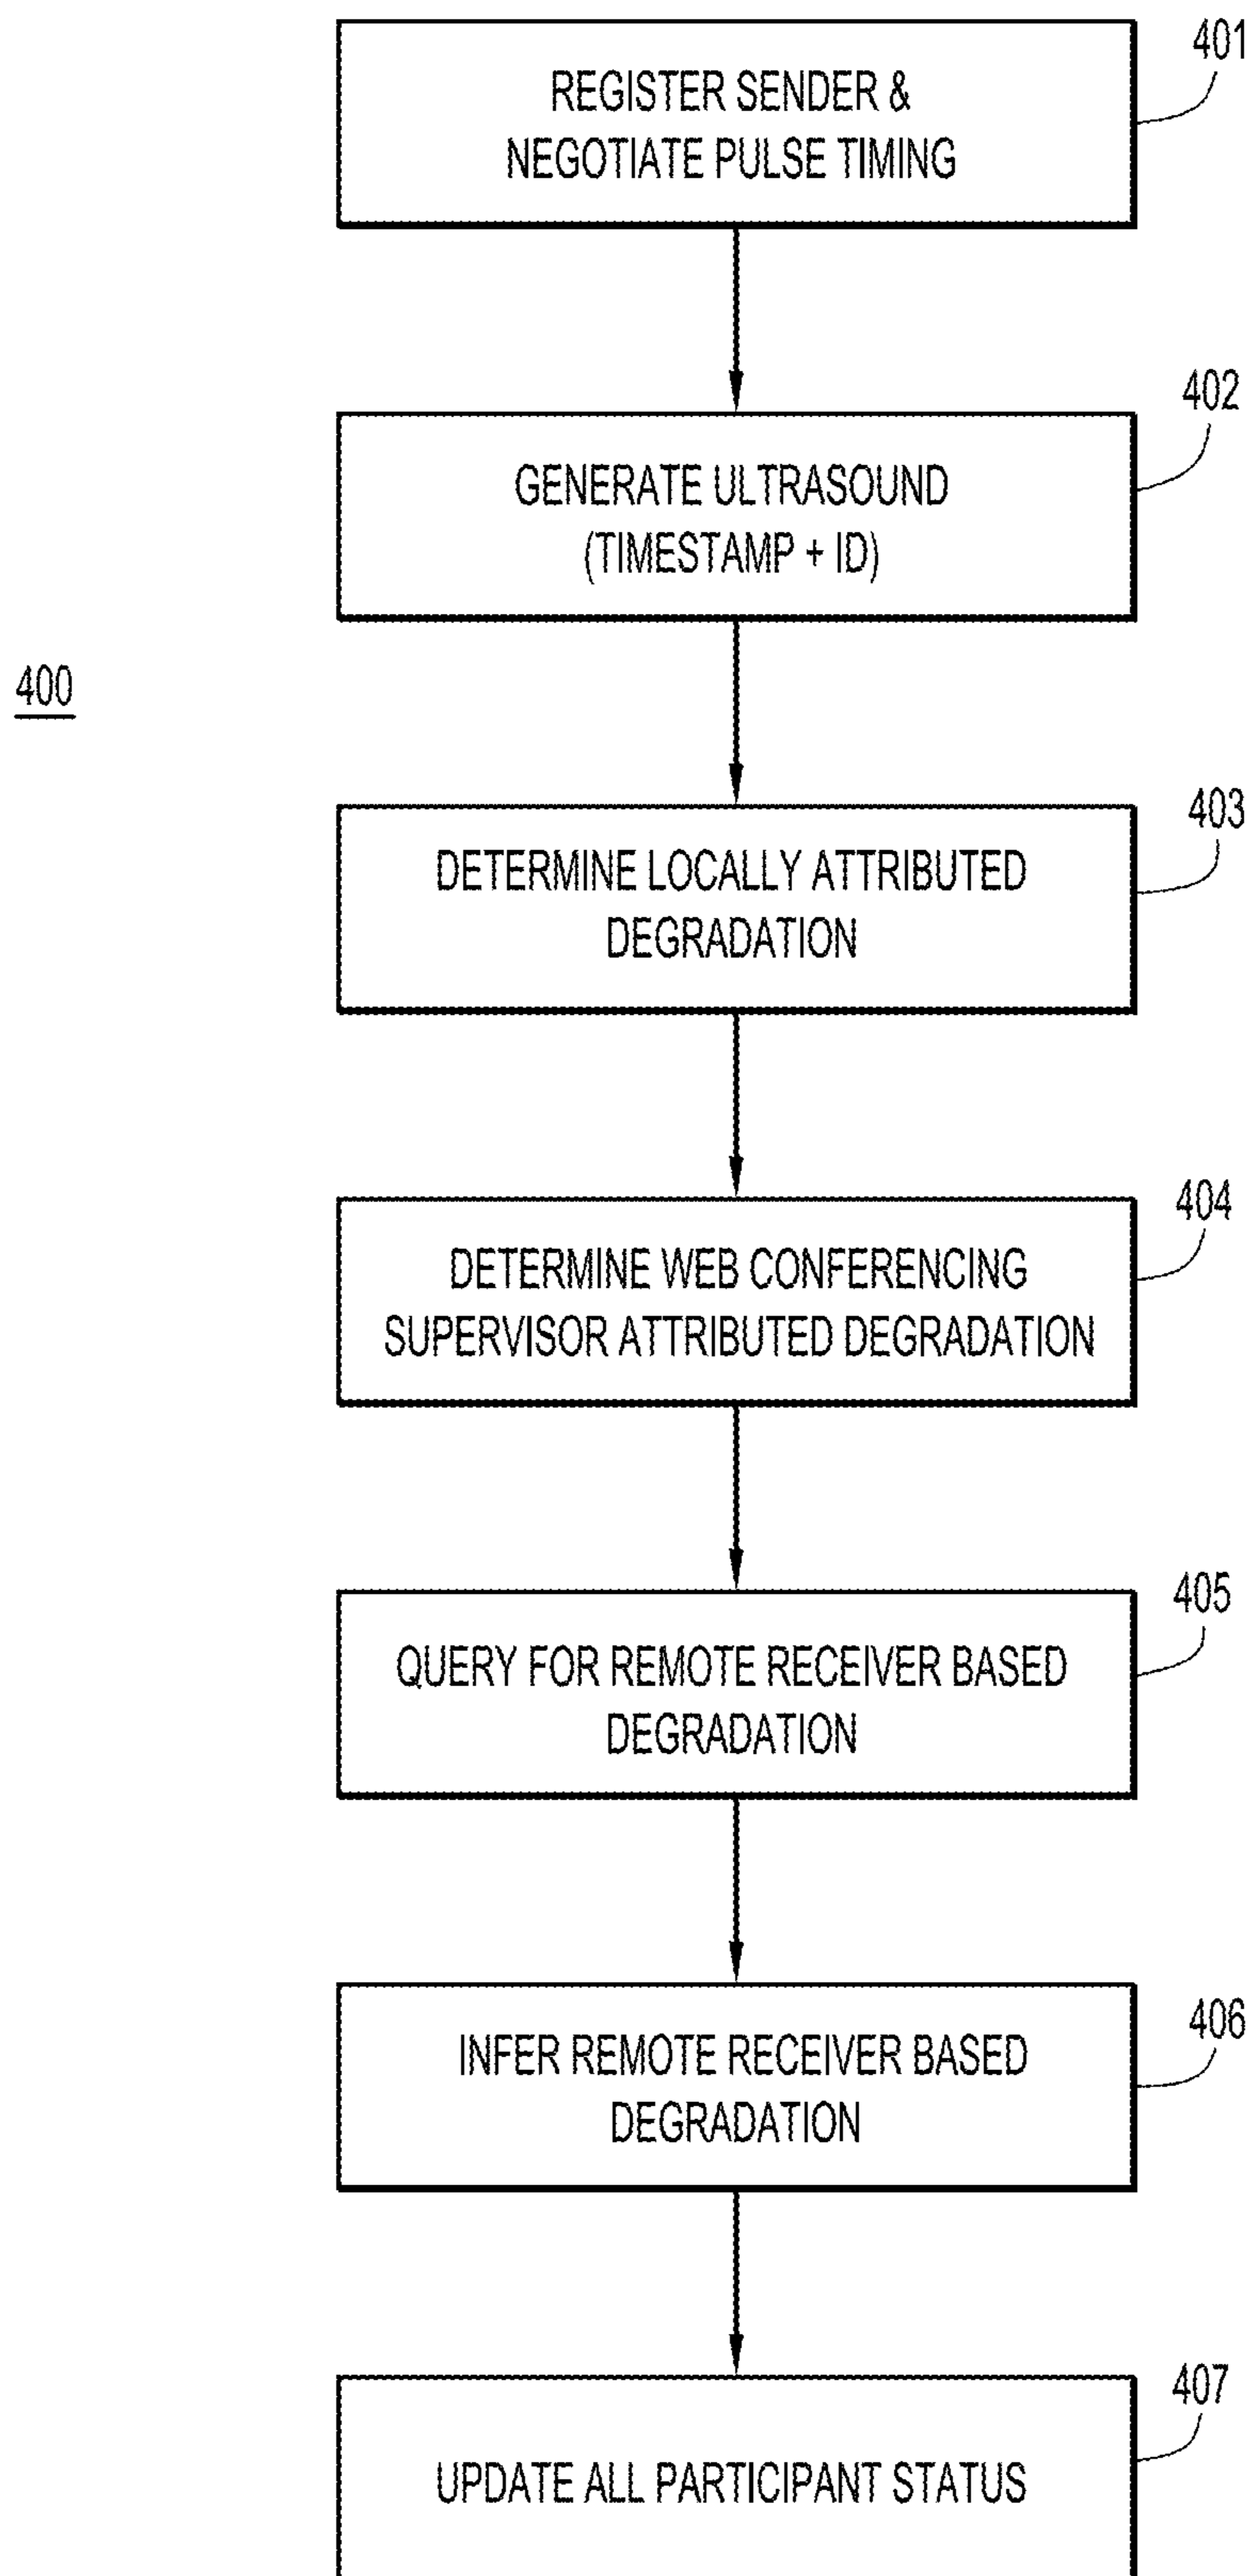 401
REGISTER SENDER &
NEGOTIATE PULSE TIMING
402
GENERATE ULTRASOUND
(TIMESTAMP + ID)
400
403
DETERMINE LOCALLY ATTRIBUTED
DEGRADATION
404
DETERMINE WEB CONFERENCING
SUPERVISOR ATTRIBUTED DEGRADATION
405
QUERY FOR REMOTE RECEIVER BASED
DEGRADATION
406
INFER REMOTE RECEIVER BASED
DEGRADATION
407
UPDATE ALL PARTICIPANT STATUS